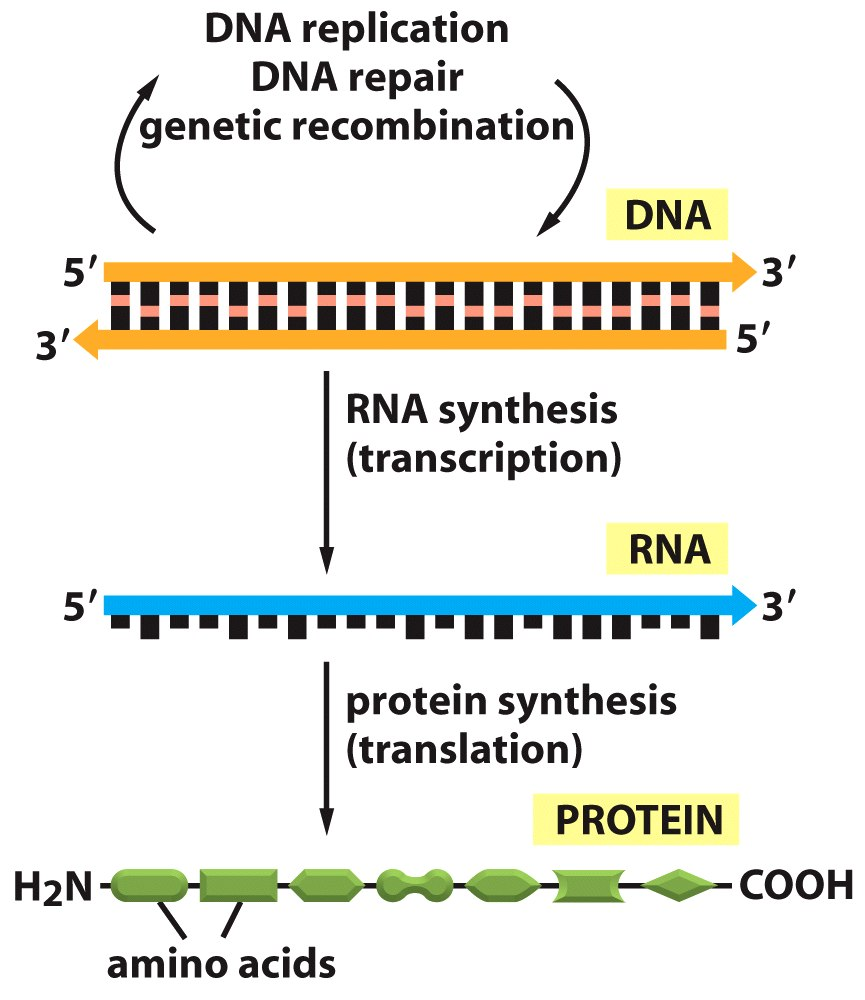 DNA replication
DNA repair
genetic recombination
DNA
5′ 3′
3′ 5′
RNA synthesis
(transcription)
RNA
5′ 3′
protein synthesis
(translation)
PROTEIN
H2N COOH
amino acids